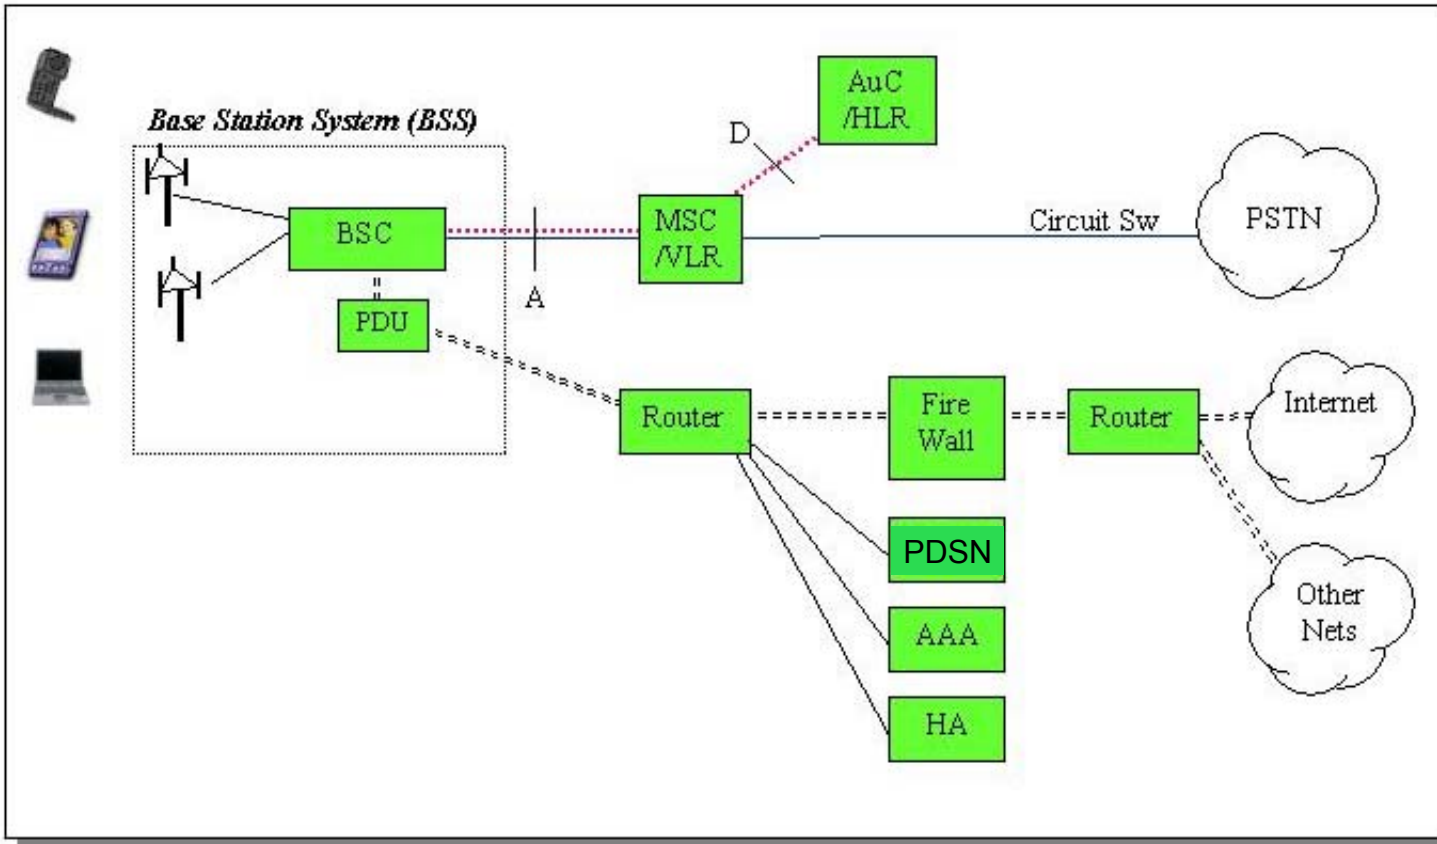 Base Station System (BSS)
AuC
/HLR
D
BSC
MSC
/VLR
Circuit Sw
PSTN
A
PDU
Router
Fire
Wall
Router
Internet
PDSN
Other
Nets
AAA
HA